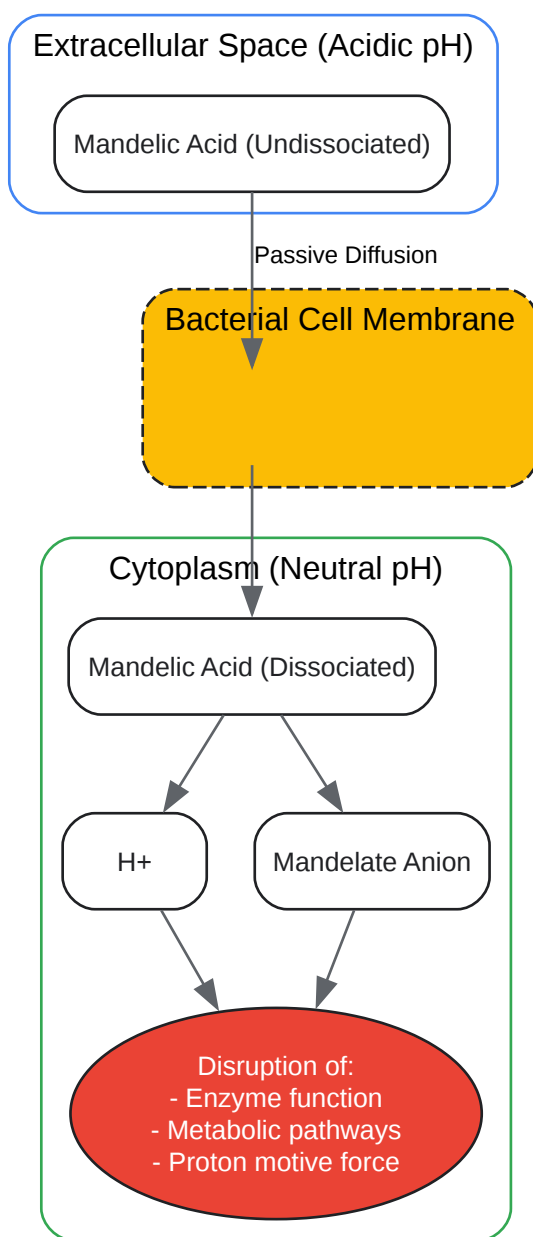 Extracellular Space (Acidic pH)
Mandelic Acid (Undissociated)
Passive Diffusion
Bacterial Cell Membrane
Cytoplasm (Neutral pH)
Mandelic Acid (Dissociated)
H+
Mandelate Anion
Disruption of:
- Enzyme function
- Metabolic pathways
- Proton motive force